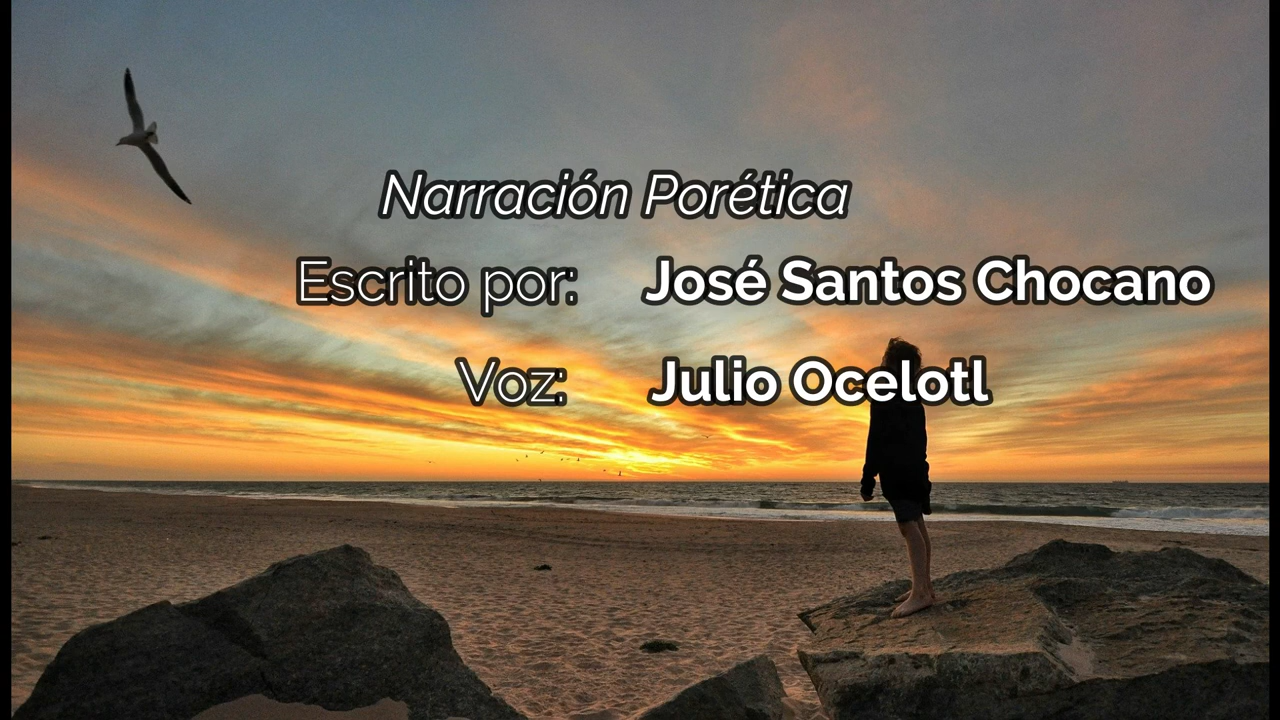 Narración Porética
Escrito por: José Santos Chocano
Voz: Julio Ocelotl